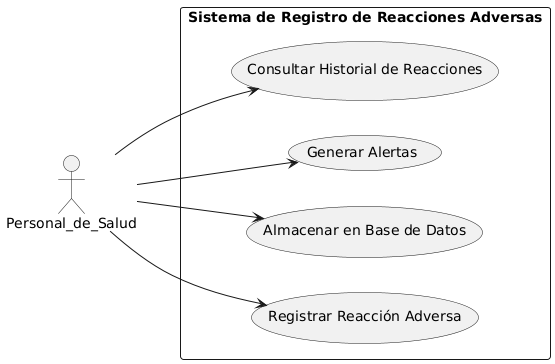 Sistema de Registro de Reacciones Adversas
Consultar Historial de Reacciones
Generar Alertas
Personal_de_Salud
Almacenar en Base de Datos
Registrar Reacción Adversa